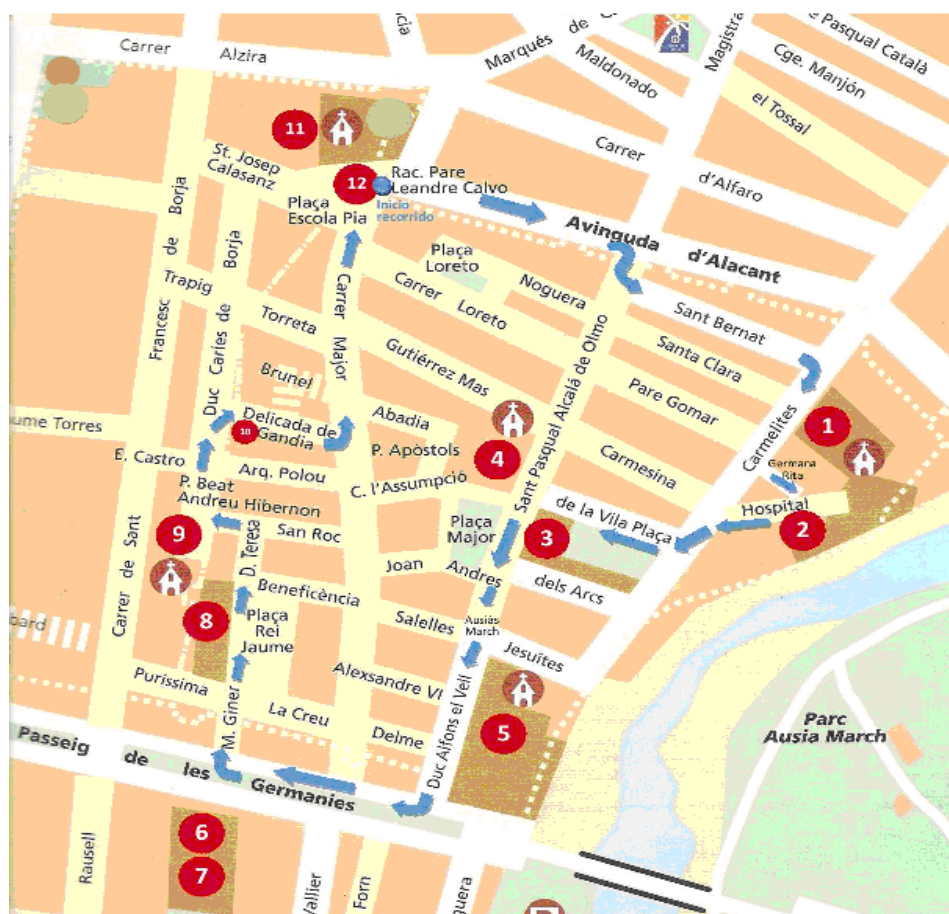 Carrer
Alzira
Marqués de
Maldonado
Magistra
Pasqual Català
Cge. Manjón
el Tossal
Carrer
d'Alfaro
11
St. Josep
Calasanz
12
Rac. Pare
Leandre Calvo
Inicio
recorrido
Plaça
Escola Pia
Avinguda
d'Alacant
Plaça
Loreto
Noguera
Sant Bernat
Santa Clara
Pare Gomar
Carmesina
Carrer
Loreto
Gutiérrez Mas
Trapig
Torreta
Carrer
Major
Francesc
de
Borja
Duc
Carles de
Borja
Brunel
Delicada de
Gandia
10
Abadia
P. Apòstols
C. l'Assumpció
4
Sant Pasqual
Alcalá de Olmo
Carmelites
1
Germana
Rita
Hospital
2
ume Torres
E. Castro
Arq. Polou
P. Beat
Andreu Hibernon
San Roc
9
D. Teresa
Plaça
Major
3
de la Vila Plaça
dels Arcs
Joan
Andres
Beneficència
Salelles
Ausiàs
March
Jesuïtes
Carrer de Sant
bard
8
Plaça
Rei
Jaume
Purissima
M. Giner
La Creu
Alexsandre VI
Delme
Duc Alfons el Vell
5
Parc
Ausia March
Passeig
de
les
Germanies
6
7
Rausell
Vallier
Forn
guera